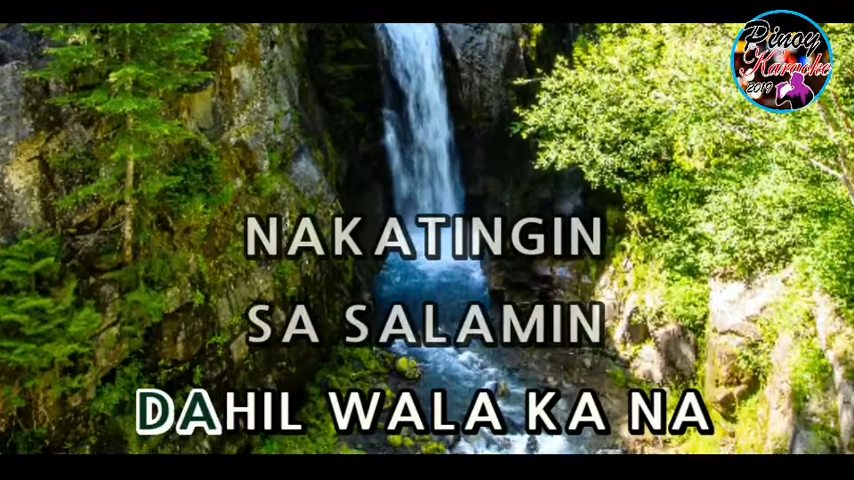 Pinoy
Karaoke
2019
NAKATINGIN
SA SALAMIN
DAHIL WALA KA NA